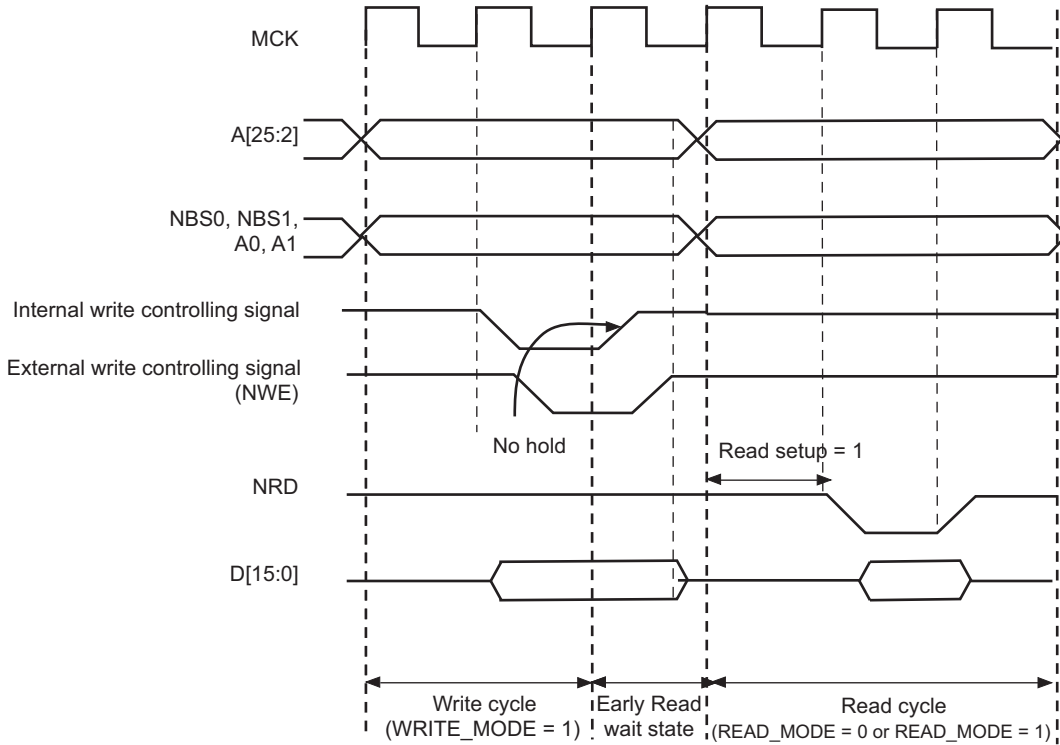 MCK
A[25:2]
NBS0, NBS1,
A0, A1
Internal write controlling signal
External write controlling signal
(NWE)
No hold
Read setup = 1
NRD
D[15:0]
Write cycle
(WRITE_MODE = 1)
Early Read
wait state
Read cycle
(READ_MODE = 0 or READ_MODE = 1)